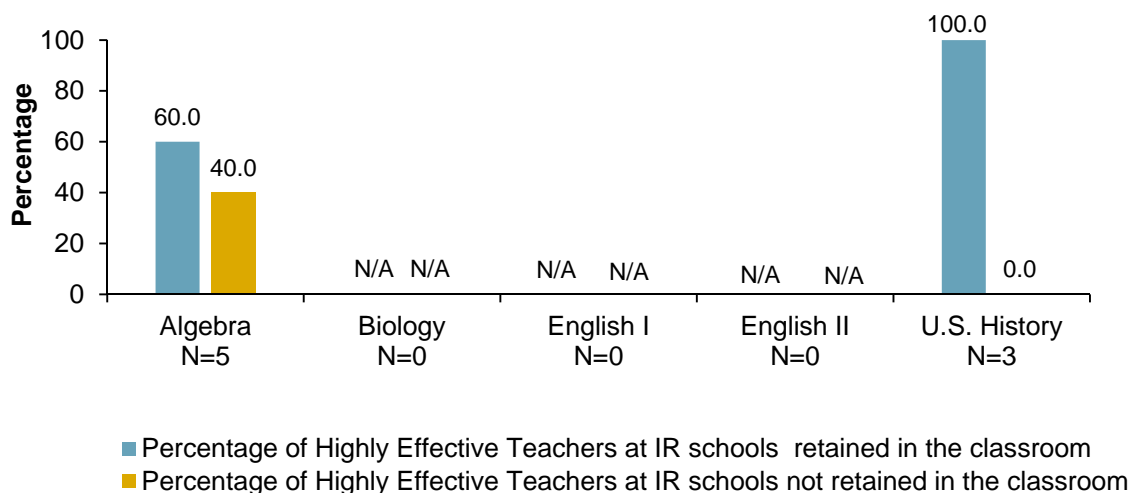 Percentage
100
80
60
40
20
0
60.0
40.0
N/A N/A
N/A N/A
N/A N/A
100.0
0.0
Algebra
N=5
Biology
N=0
English I
N=0
English II
N=0
U.S. History
N=3
Percentage of Highly Effective Teachers at IR schools retained in the classroom
Percentage of Highly Effective Teachers at IR schools not retained in the classroom